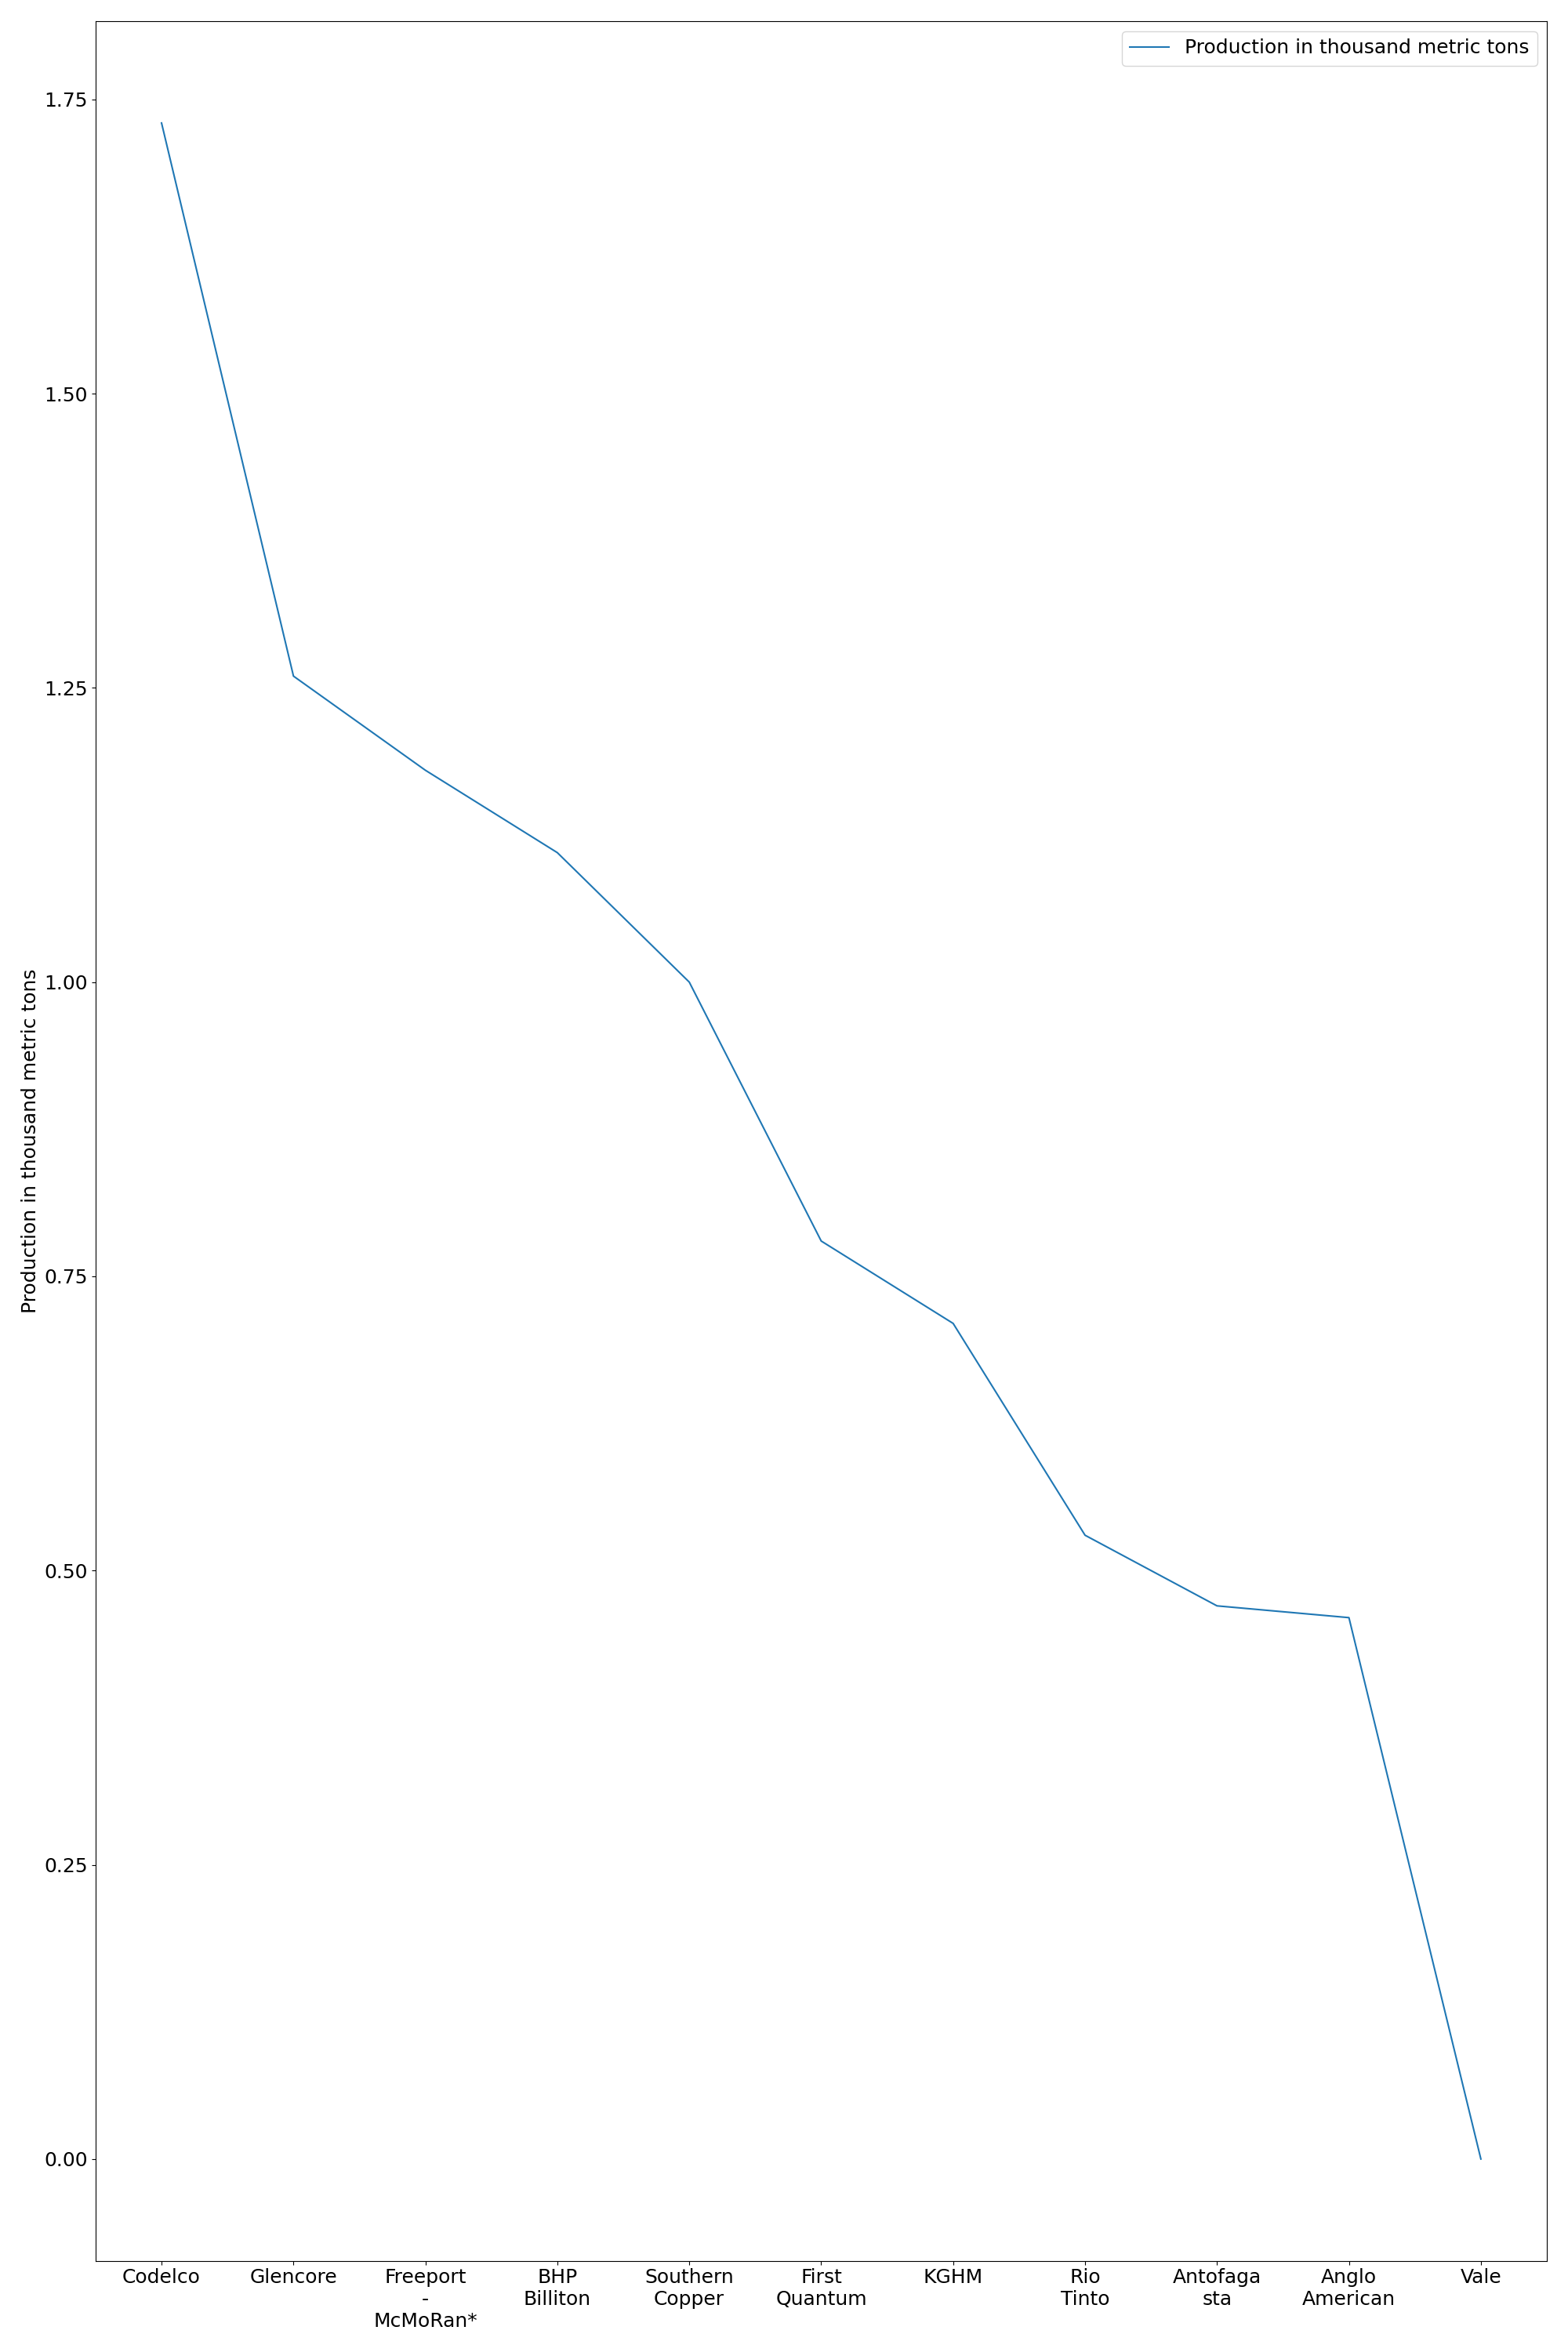 Production in thousand metric tons
1.75
1.50
1.25
1.00
0.75
0.50
0.25
0.00
Production in thousand metric tons
Codelco
Glencore
Freeport
-
McMoRan*
BHP
Billiton
Southern
Copper
First
Quantum
KGHM
Rio
Tinto
Antofaga
sta
Anglo
American
Vale